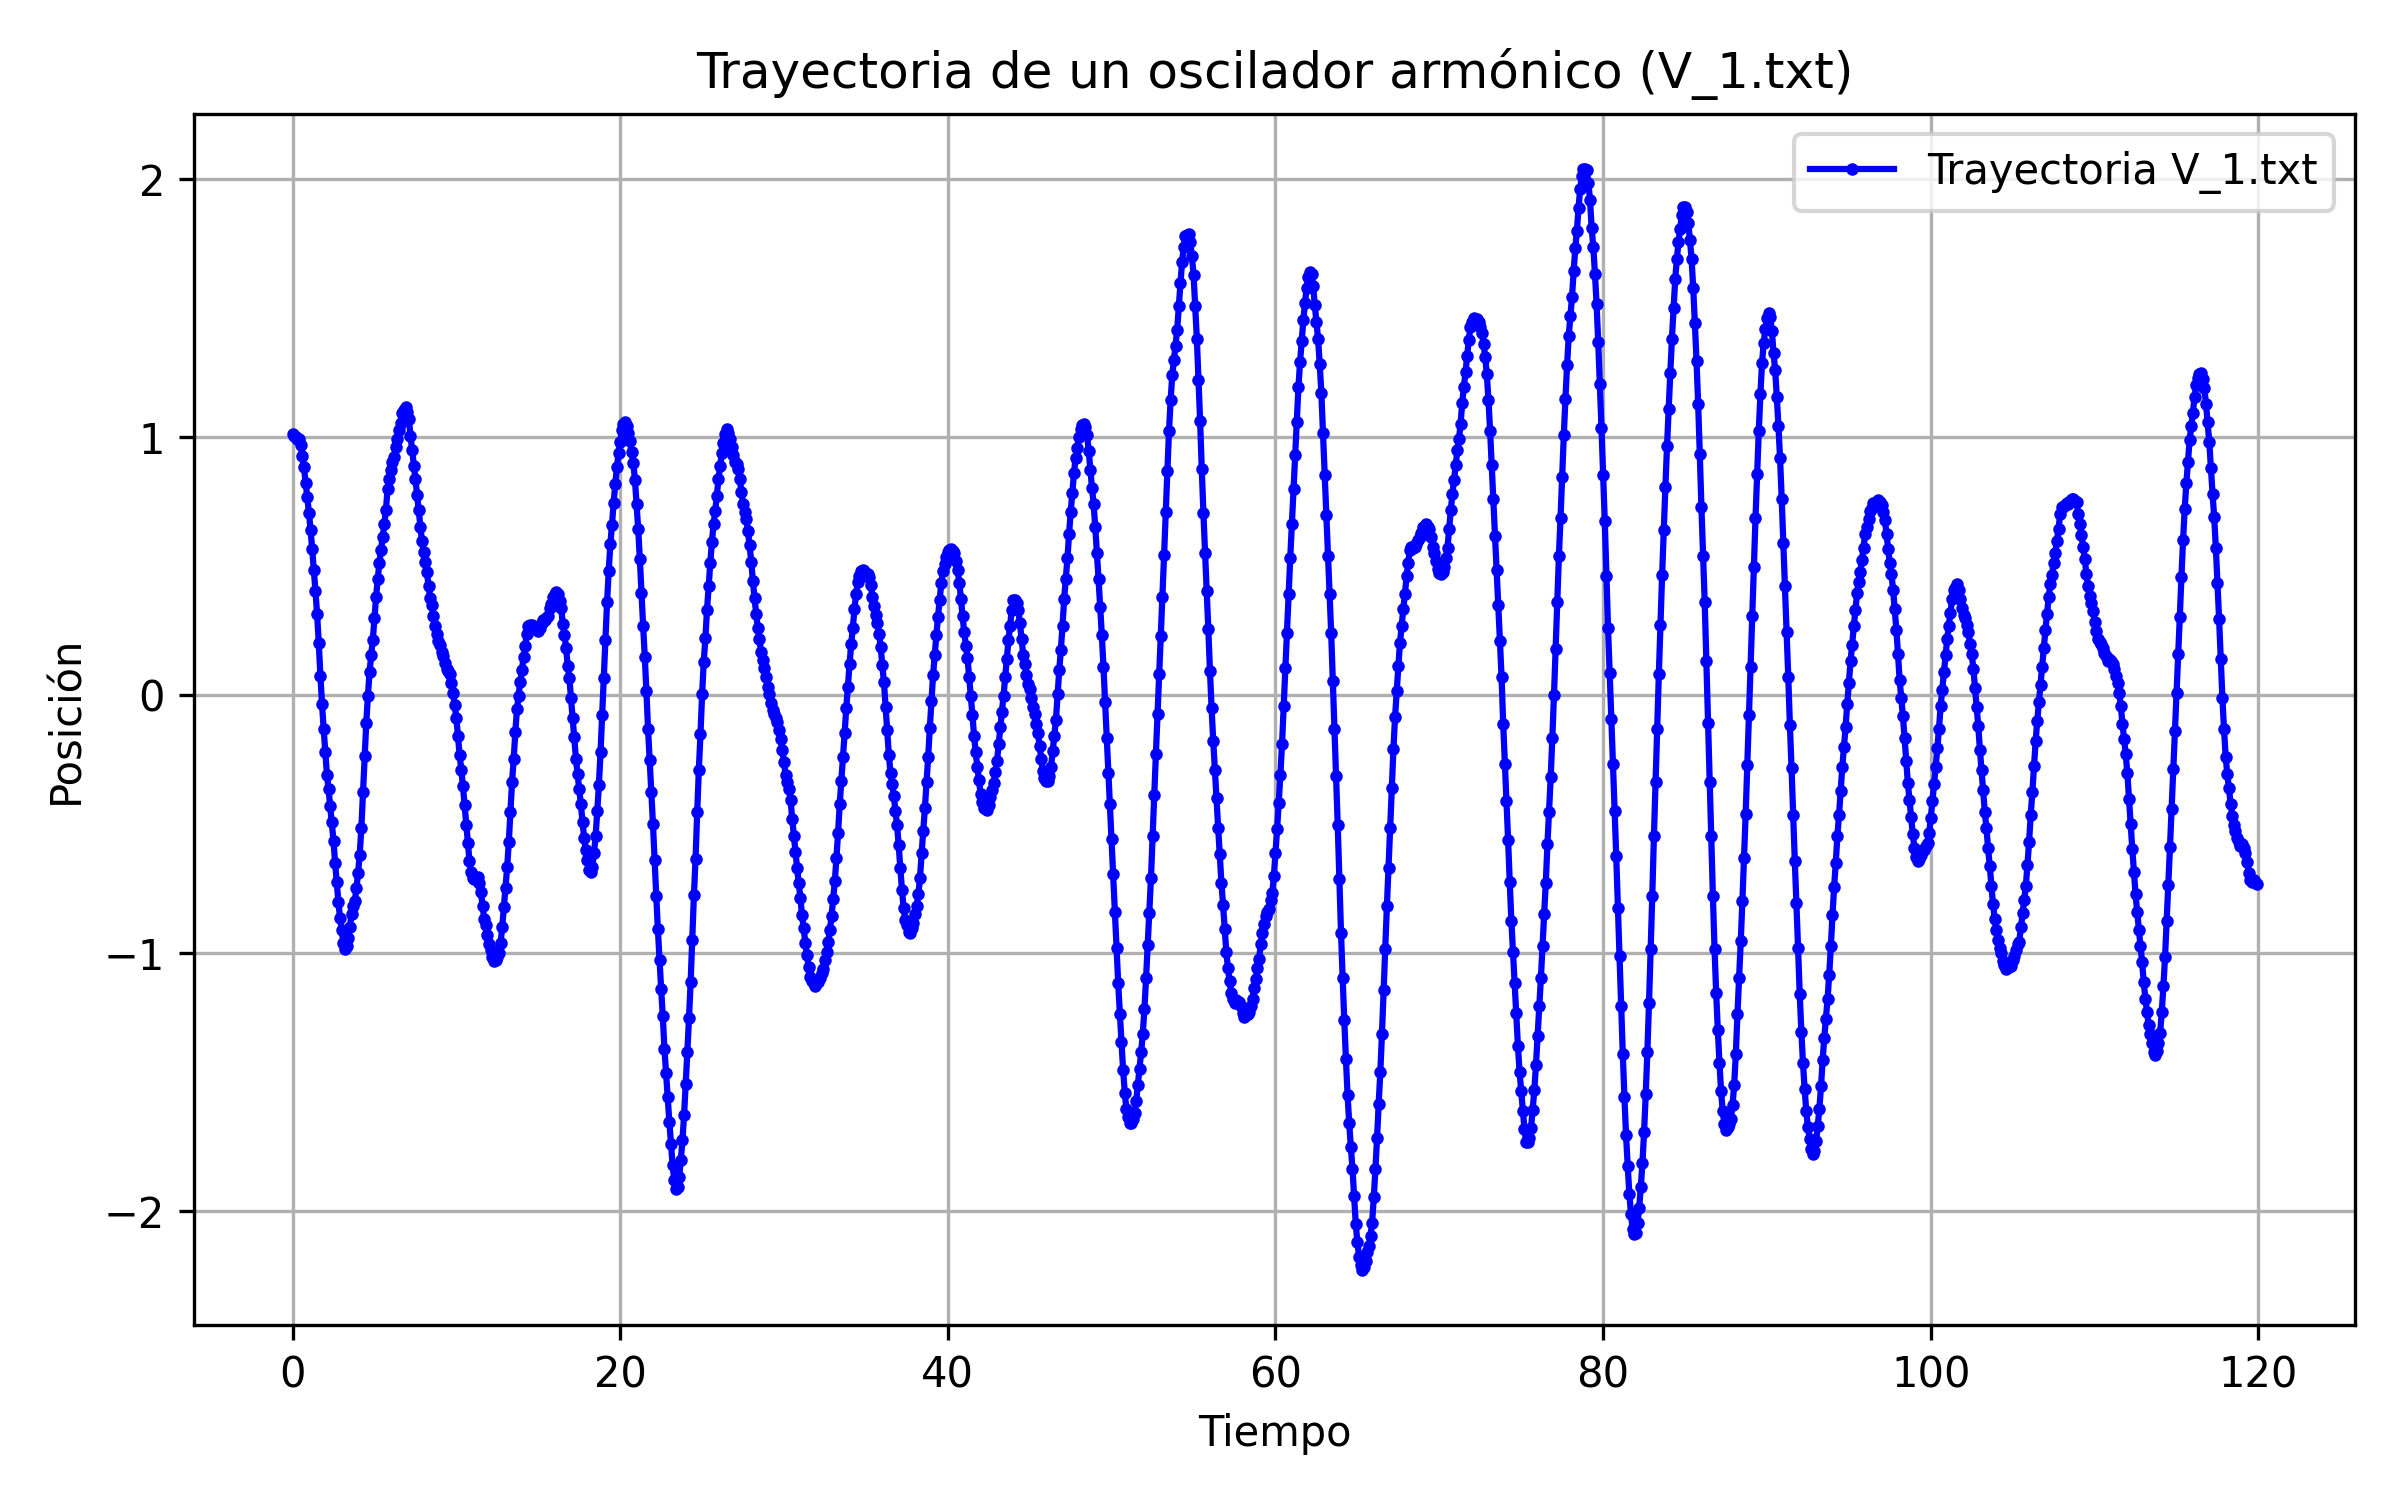 Trayectoria de un oscilador armónico (V_1.txt)
Trayectoria V_1.txt
2
1
0
−1
−2
Posición
0 20 40 60 80 100 120
Tiempo